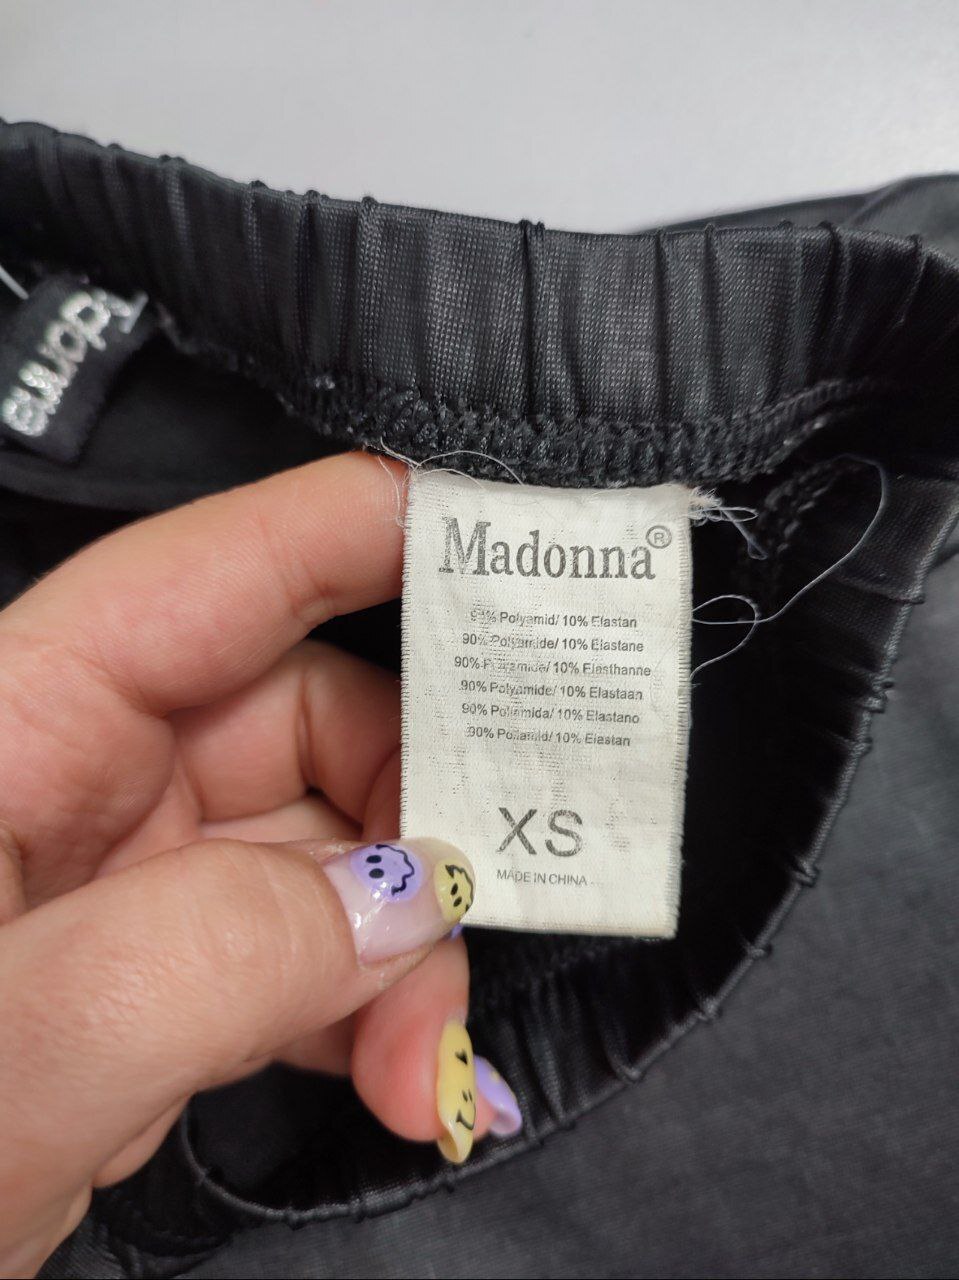 Madonna®
90% Polyamid/ 10% Elastan
90% Polyamide/ 10% Elastane
90% Polyamide/ 10% Elasthanne
90% Polyamide/ 10% Elastaan
90% Poliamida/ 10% Elastano
90% Poliamid/ 10% Elastan
XS
MADE IN CHINA